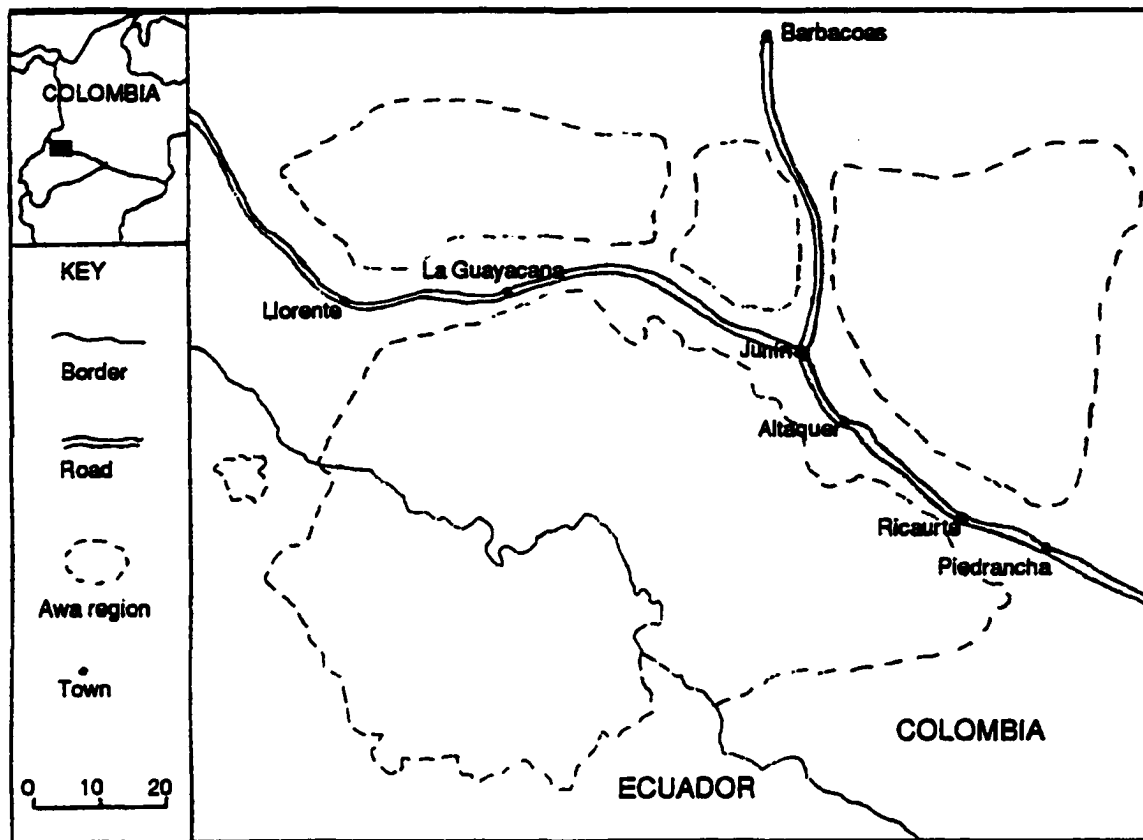 COLOMBIA
KEY
Border
Road
Awa region
Town
0 10 20
Barbacoas
La Guayacana
Llorente
Junín
Altaquer
Ricaurte
Piedrancha
COLOMBIA
ECUADOR